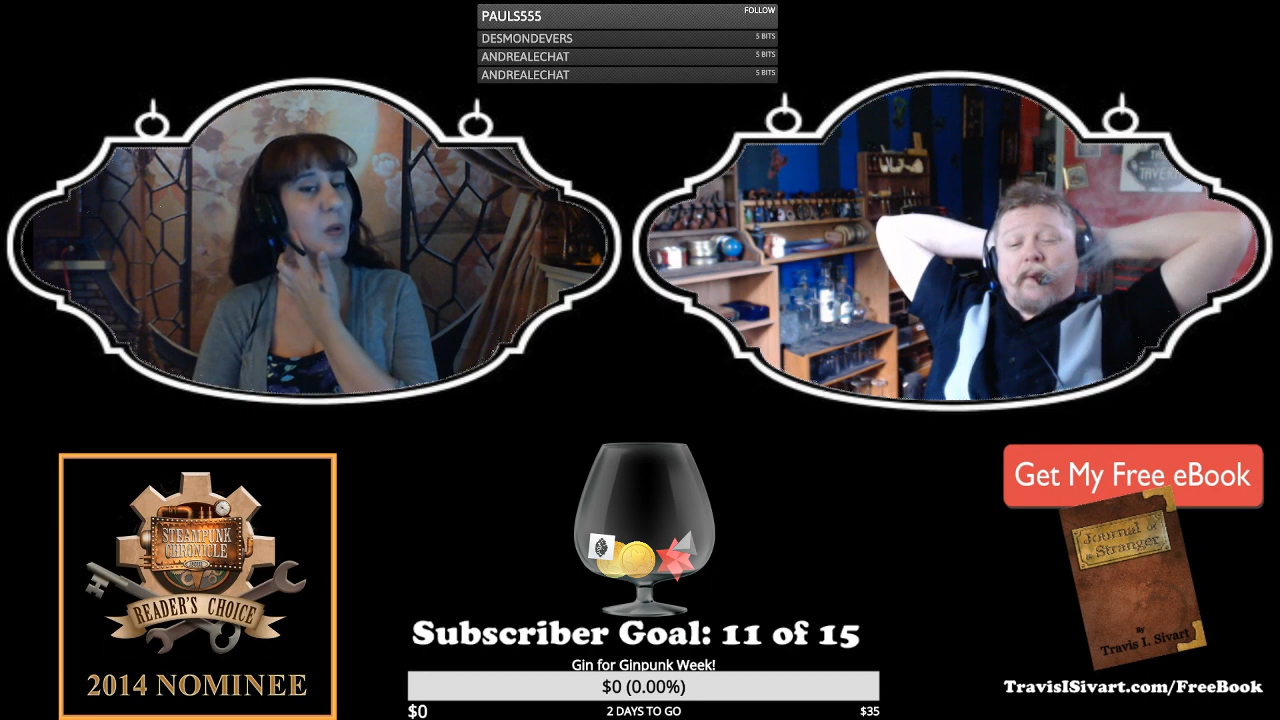 PAULS555 FOLLOW
DESMONDEVERS 5 BITS
ANDREALECHAT 5 BITS
ANDREALECHAT 5 BITS
TAVERN
STEAMPUNK
CHRONICLE
READER'S CHOICE
2014 NOMINEE
Subscriber Goal: 11 of 15
Gin for Ginpunk Week!
$0 (0.00%)
$0 2 DAYS TO GO $35
Get My Free eBook
Journal of
a Stranger
By
Travis I. Sivart
TravisISivart.com/FreeBook